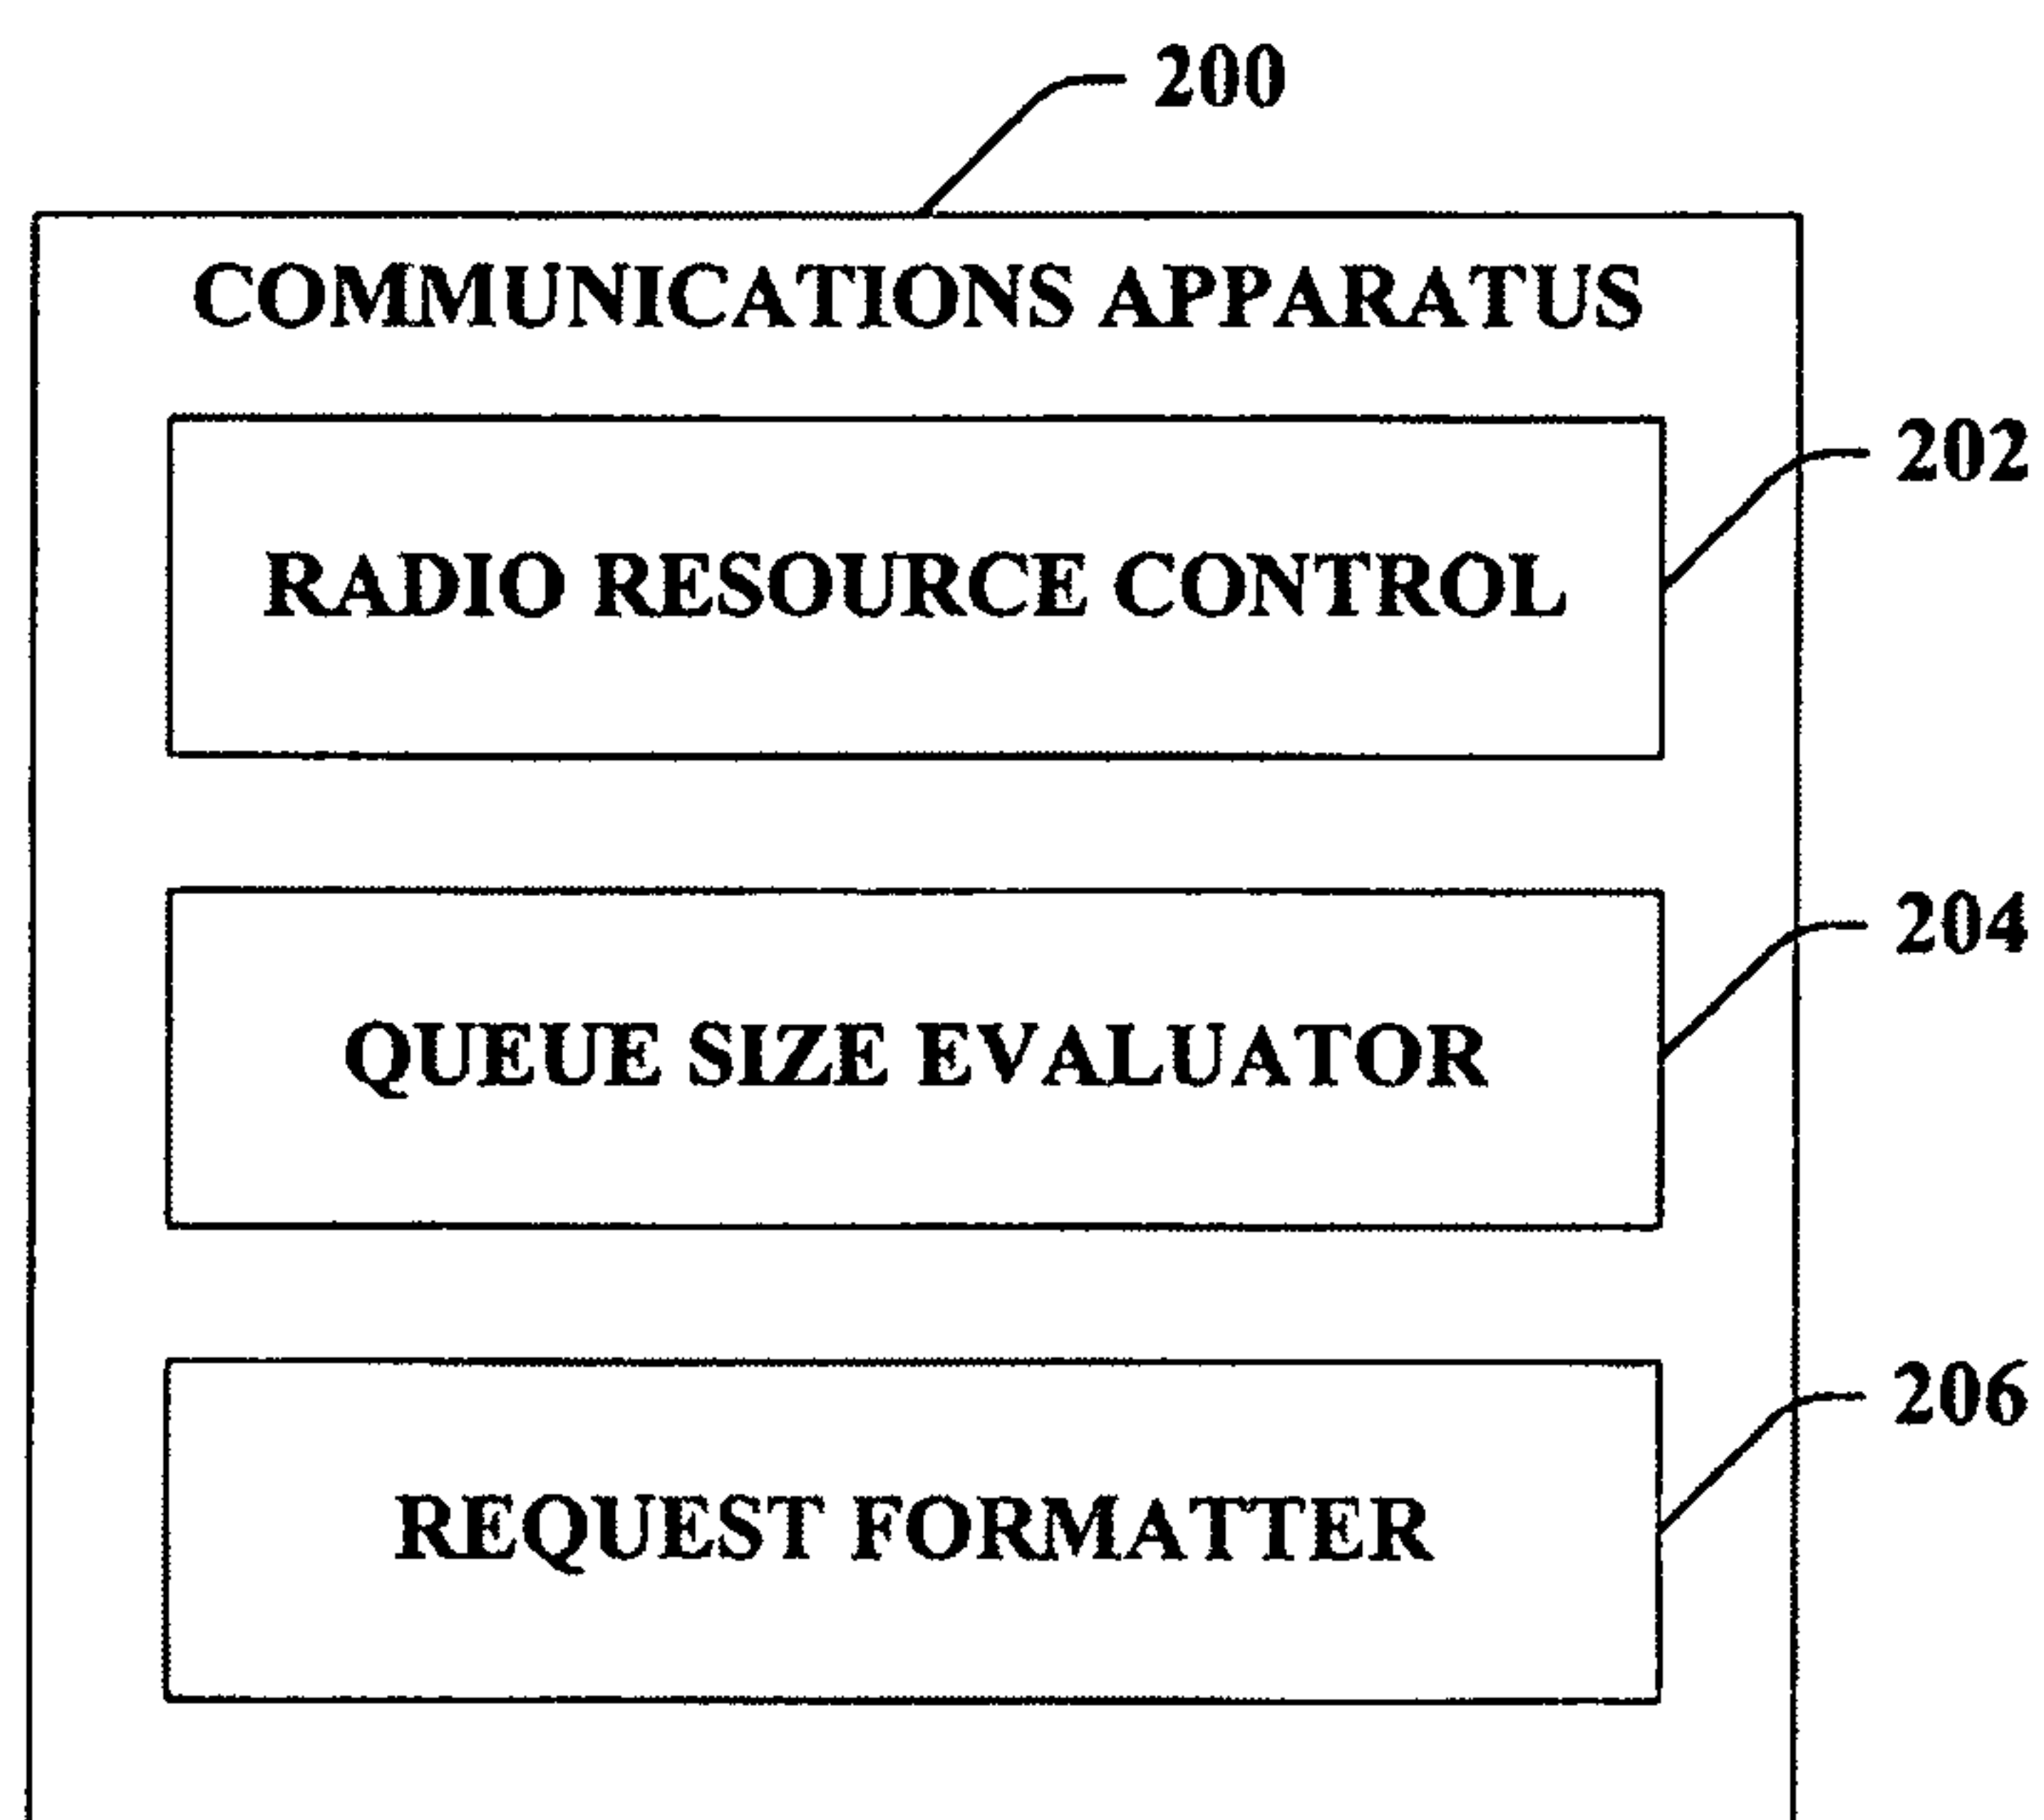 200
COMMUNICATIONS APPARATUS
202
RADIO RESOURCE CONTROL
204
QUEUE SIZE EVALUATOR
206
REQUEST FORMATTER